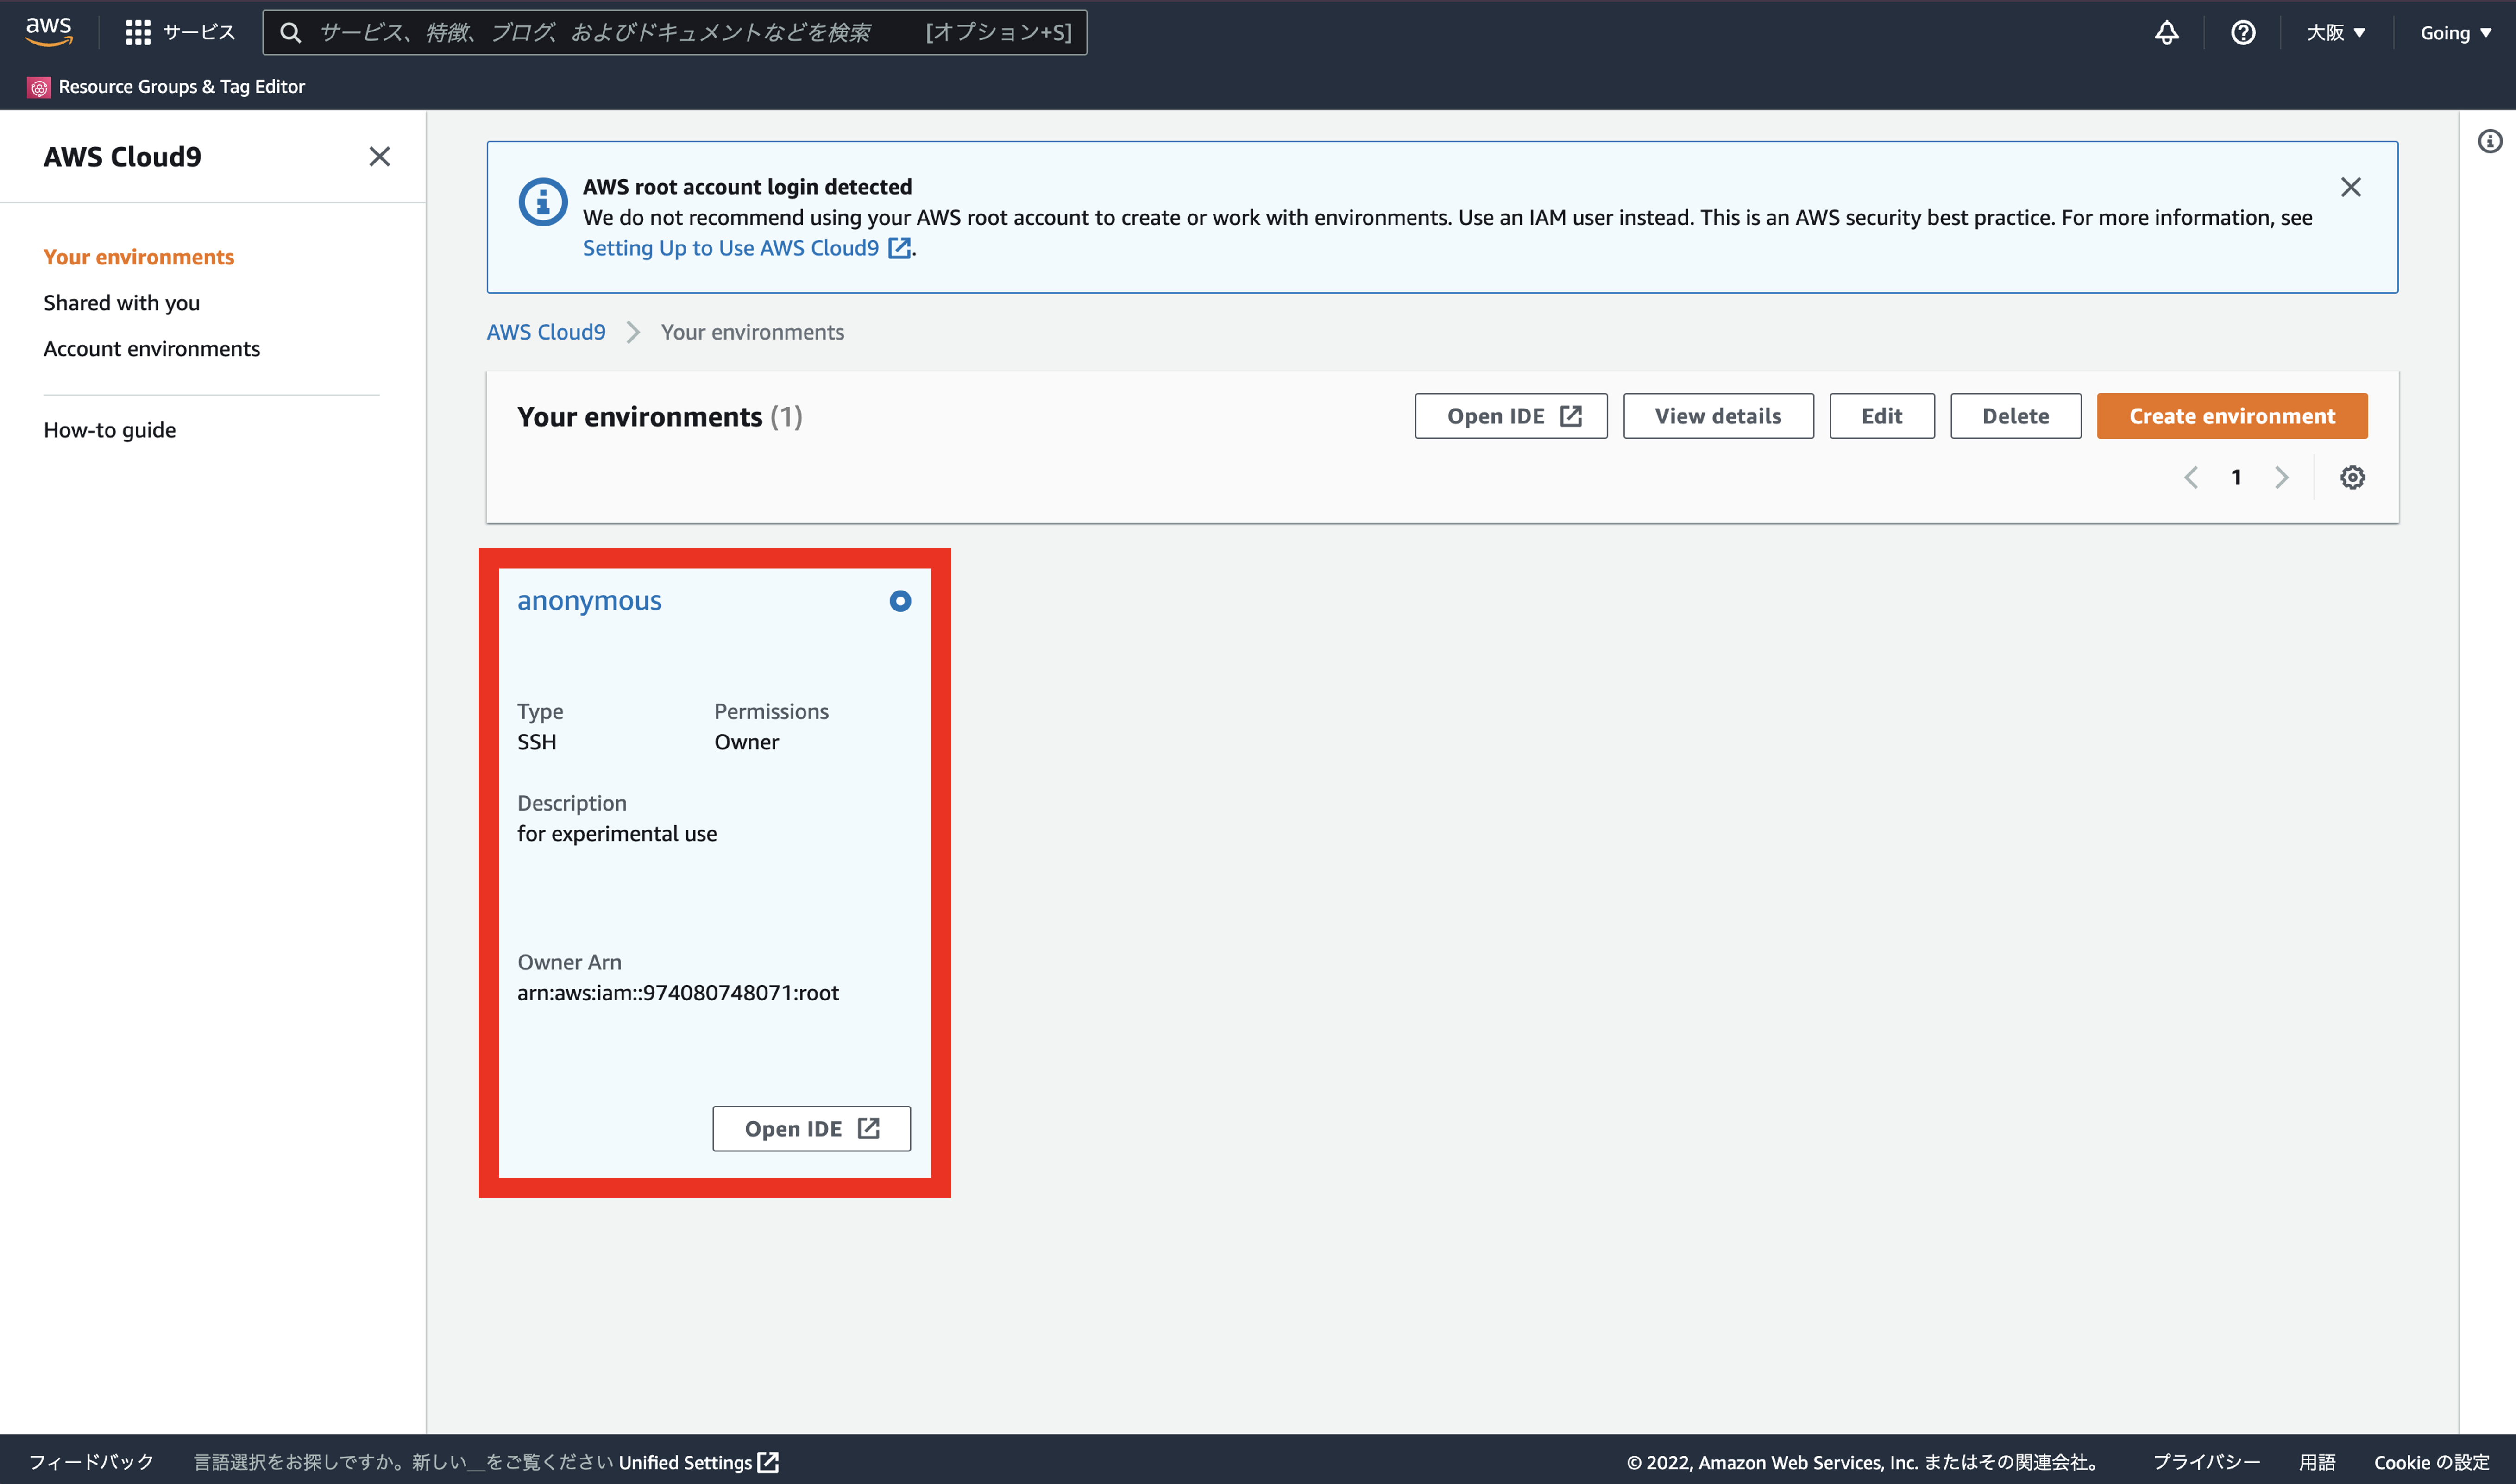 aws
サービス
サービス、特徴、ブログ、およびドキュメントなどを検索 [オプション+S]
大阪 ▼
Going ▼
Resource Groups & Tag Editor
AWS Cloud9
Your environments
Shared with you
Account environments
How-to guide
AWS root account login detected
We do not recommend using your AWS root account to create or work with environments. Use an IAM user instead. This is an AWS security best practice. For more information, see
Setting Up to Use AWS Cloud9 .
AWS Cloud9 > Your environments
Your environments (1)
Open IDE
View details
Edit
Delete
Create environment
1
anonymous
Type Permissions
SSH Owner
Description
for experimental use
Owner Arn
arn:aws:iam::974080748071:root
Open IDE
フィードバック 言語選択をお探しですか。新しい__をご覧ください Unified Settings
© 2022, Amazon Web Services, Inc. またはその関連会社。 プライバシー 用語 Cookie の設定